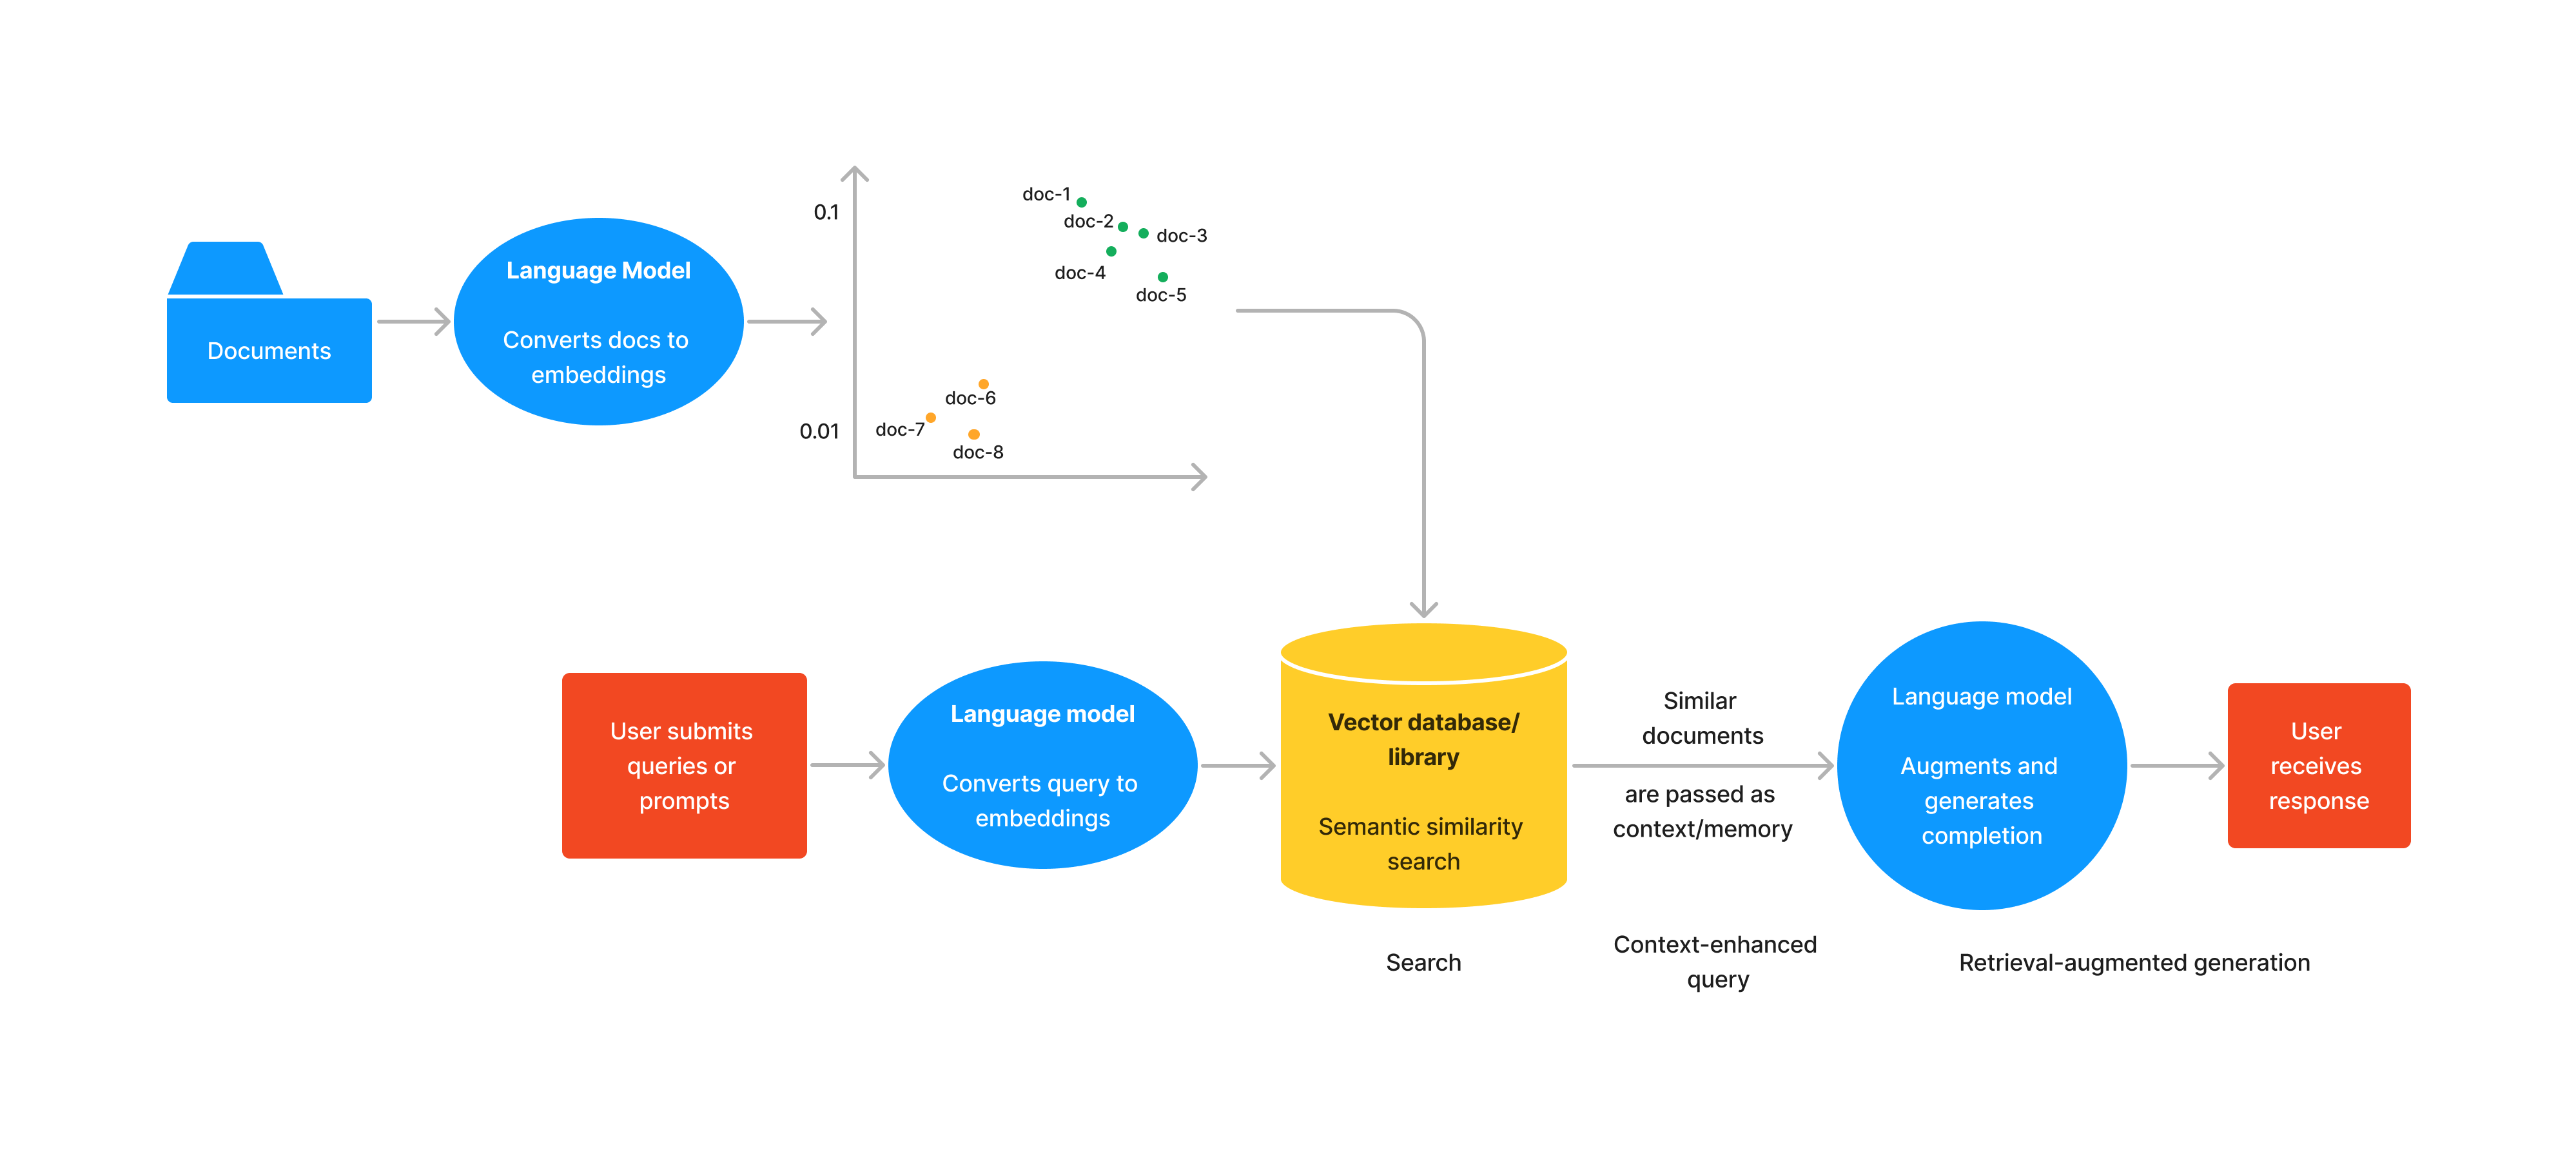 Documents
Language Model
Converts docs to
embeddings
0.1
0.01
doc-1
doc-2
doc-3
doc-4
doc-5
doc-6
doc-7
doc-8
User submits
queries or
prompts
Language model
Converts query to
embeddings
Vector database/
library
Semantic similarity
search
Similar
documents
are passed as
context/memory
Language model
Augments and
generates
completion
User
receives
response
Search
Context-enhanced
query
Retrieval-augmented generation